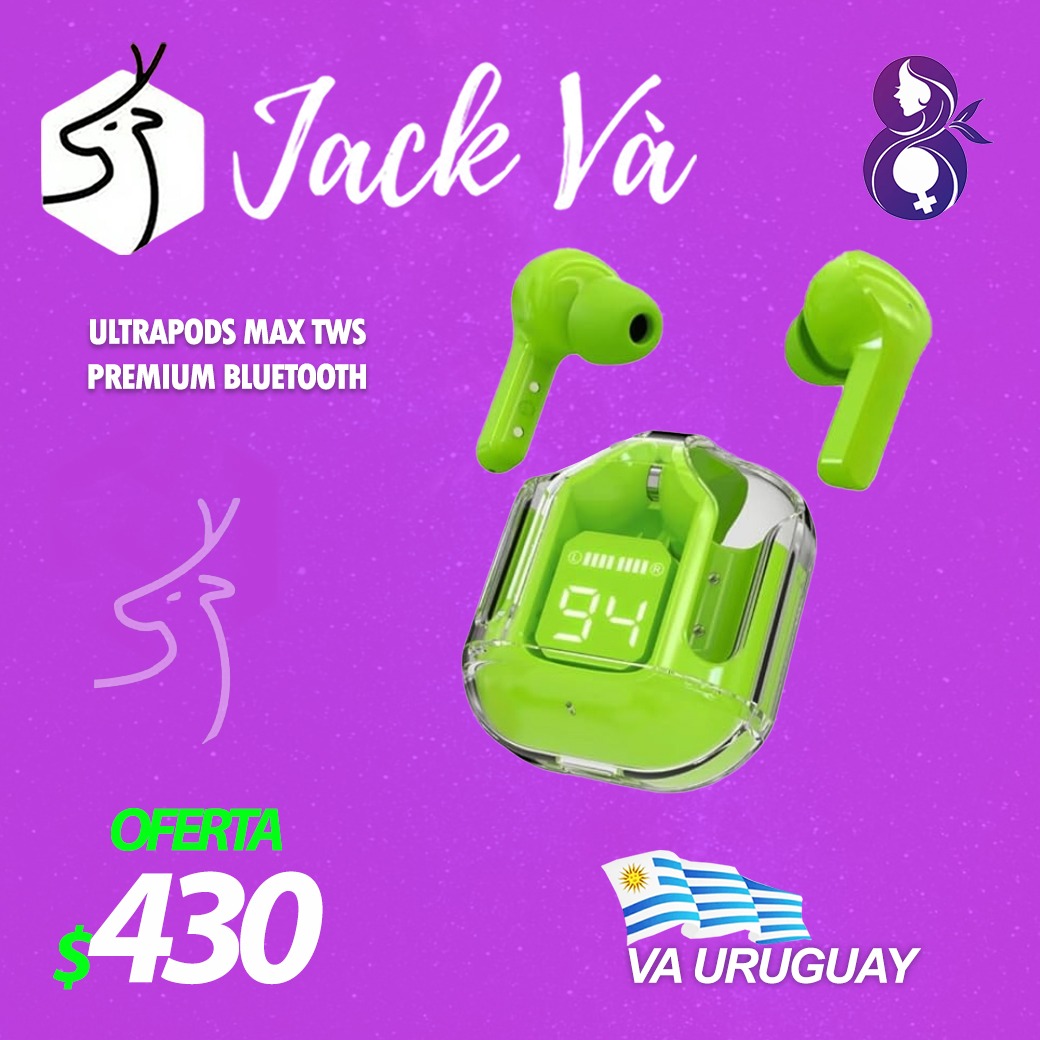 Jack Và
ULTRAPODS MAX TWS
PREMIUM BLUETOOTH
L R
94
OFERTA
$430
VA URUGUAY